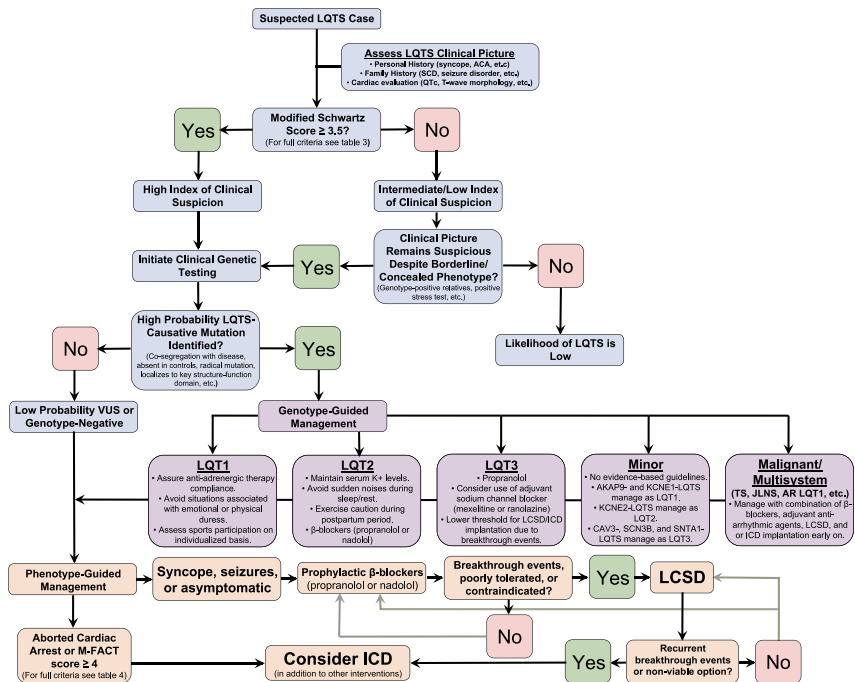 Suspected LQTS Case
Assess LQTS Clinical Picture
• Personal History (syncope, ACA, et.c)
• Family History (SCD, seizure disorder, etc.)
• Cardiac evaluation (QTc, T-wave morphology, etc.)
Yes
Modified Schwartz
Score ≥ 3.5?
(For full criteria see table 3)
No
High Index of Clinical
Suspicion
Intermediate/Low Index
of Clinical Suspicion
Initiate Clinical Genetic
Testing
Yes
Clinical Picture
Remains Suspicious
Despite Borderline/
Concealed Phenotype?
(Genotype-positive relatives, positive
stress test, etc.)
No
Likelihood of LQTS is
Low
No
High Probability LQTS-
Causative Mutation
Identified?
(Co-segregation with disease,
absent in controls, radical mutation,
localizes to key structure-function
domain, etc.)
Yes
Low Probability VUS or
Genotype-Negative
Genotype-Guided
Management
LQT1
• Assure anti-adrenergic therapy
compliance.
• Avoid situations associated
with emotional or physical
duress.
• Assess sports participation on
individualized basis.
LQT2
• Maintain serum K+ levels.
• Avoid sudden noises during
sleep/rest.
• Exercise caution during
postpartum period.
• β-blockers (propranolol or
nadolol)
LQT3
• Propranolol
• Consider use of adjuvant
sodium channel blocker
(mexelitine or ranolazine)
• Lower threshold for LCSD/ICD
implantation due to
breakthrough events.
Minor
• No evidence-based guidelines.
• AKAP9- and KCNE1-LQTS
manage as LQT1.
• KCNE2-LQTS manage as
LQT2.
• CAV3-, SCN3B, and SNTA1-
LQTS manage as LQT3.
Malignant/
Multisystem
(TS, JLNS, AR LQT1, etc.)
• Manage with combination of β-
blockers, adjuvant anti-
arrhythmic agents, LCSD, and
or ICD implantation early on.
Phenotype-Guided
Management
Syncope, seizures,
or asymptomatic
Prophylactic β-blockers
(propranolol or nadolol)
Breakthrough events,
poorly tolerated, or
contraindicated?
Yes
LCSD
No
Aborted Cardiac
Arrest or M-FACT
score ≥ 4
(For full criteria see table 4)
Consider ICD
(in addition to other interventions)
Yes
Recurrent
breakthrough events
or non-viable option?
No